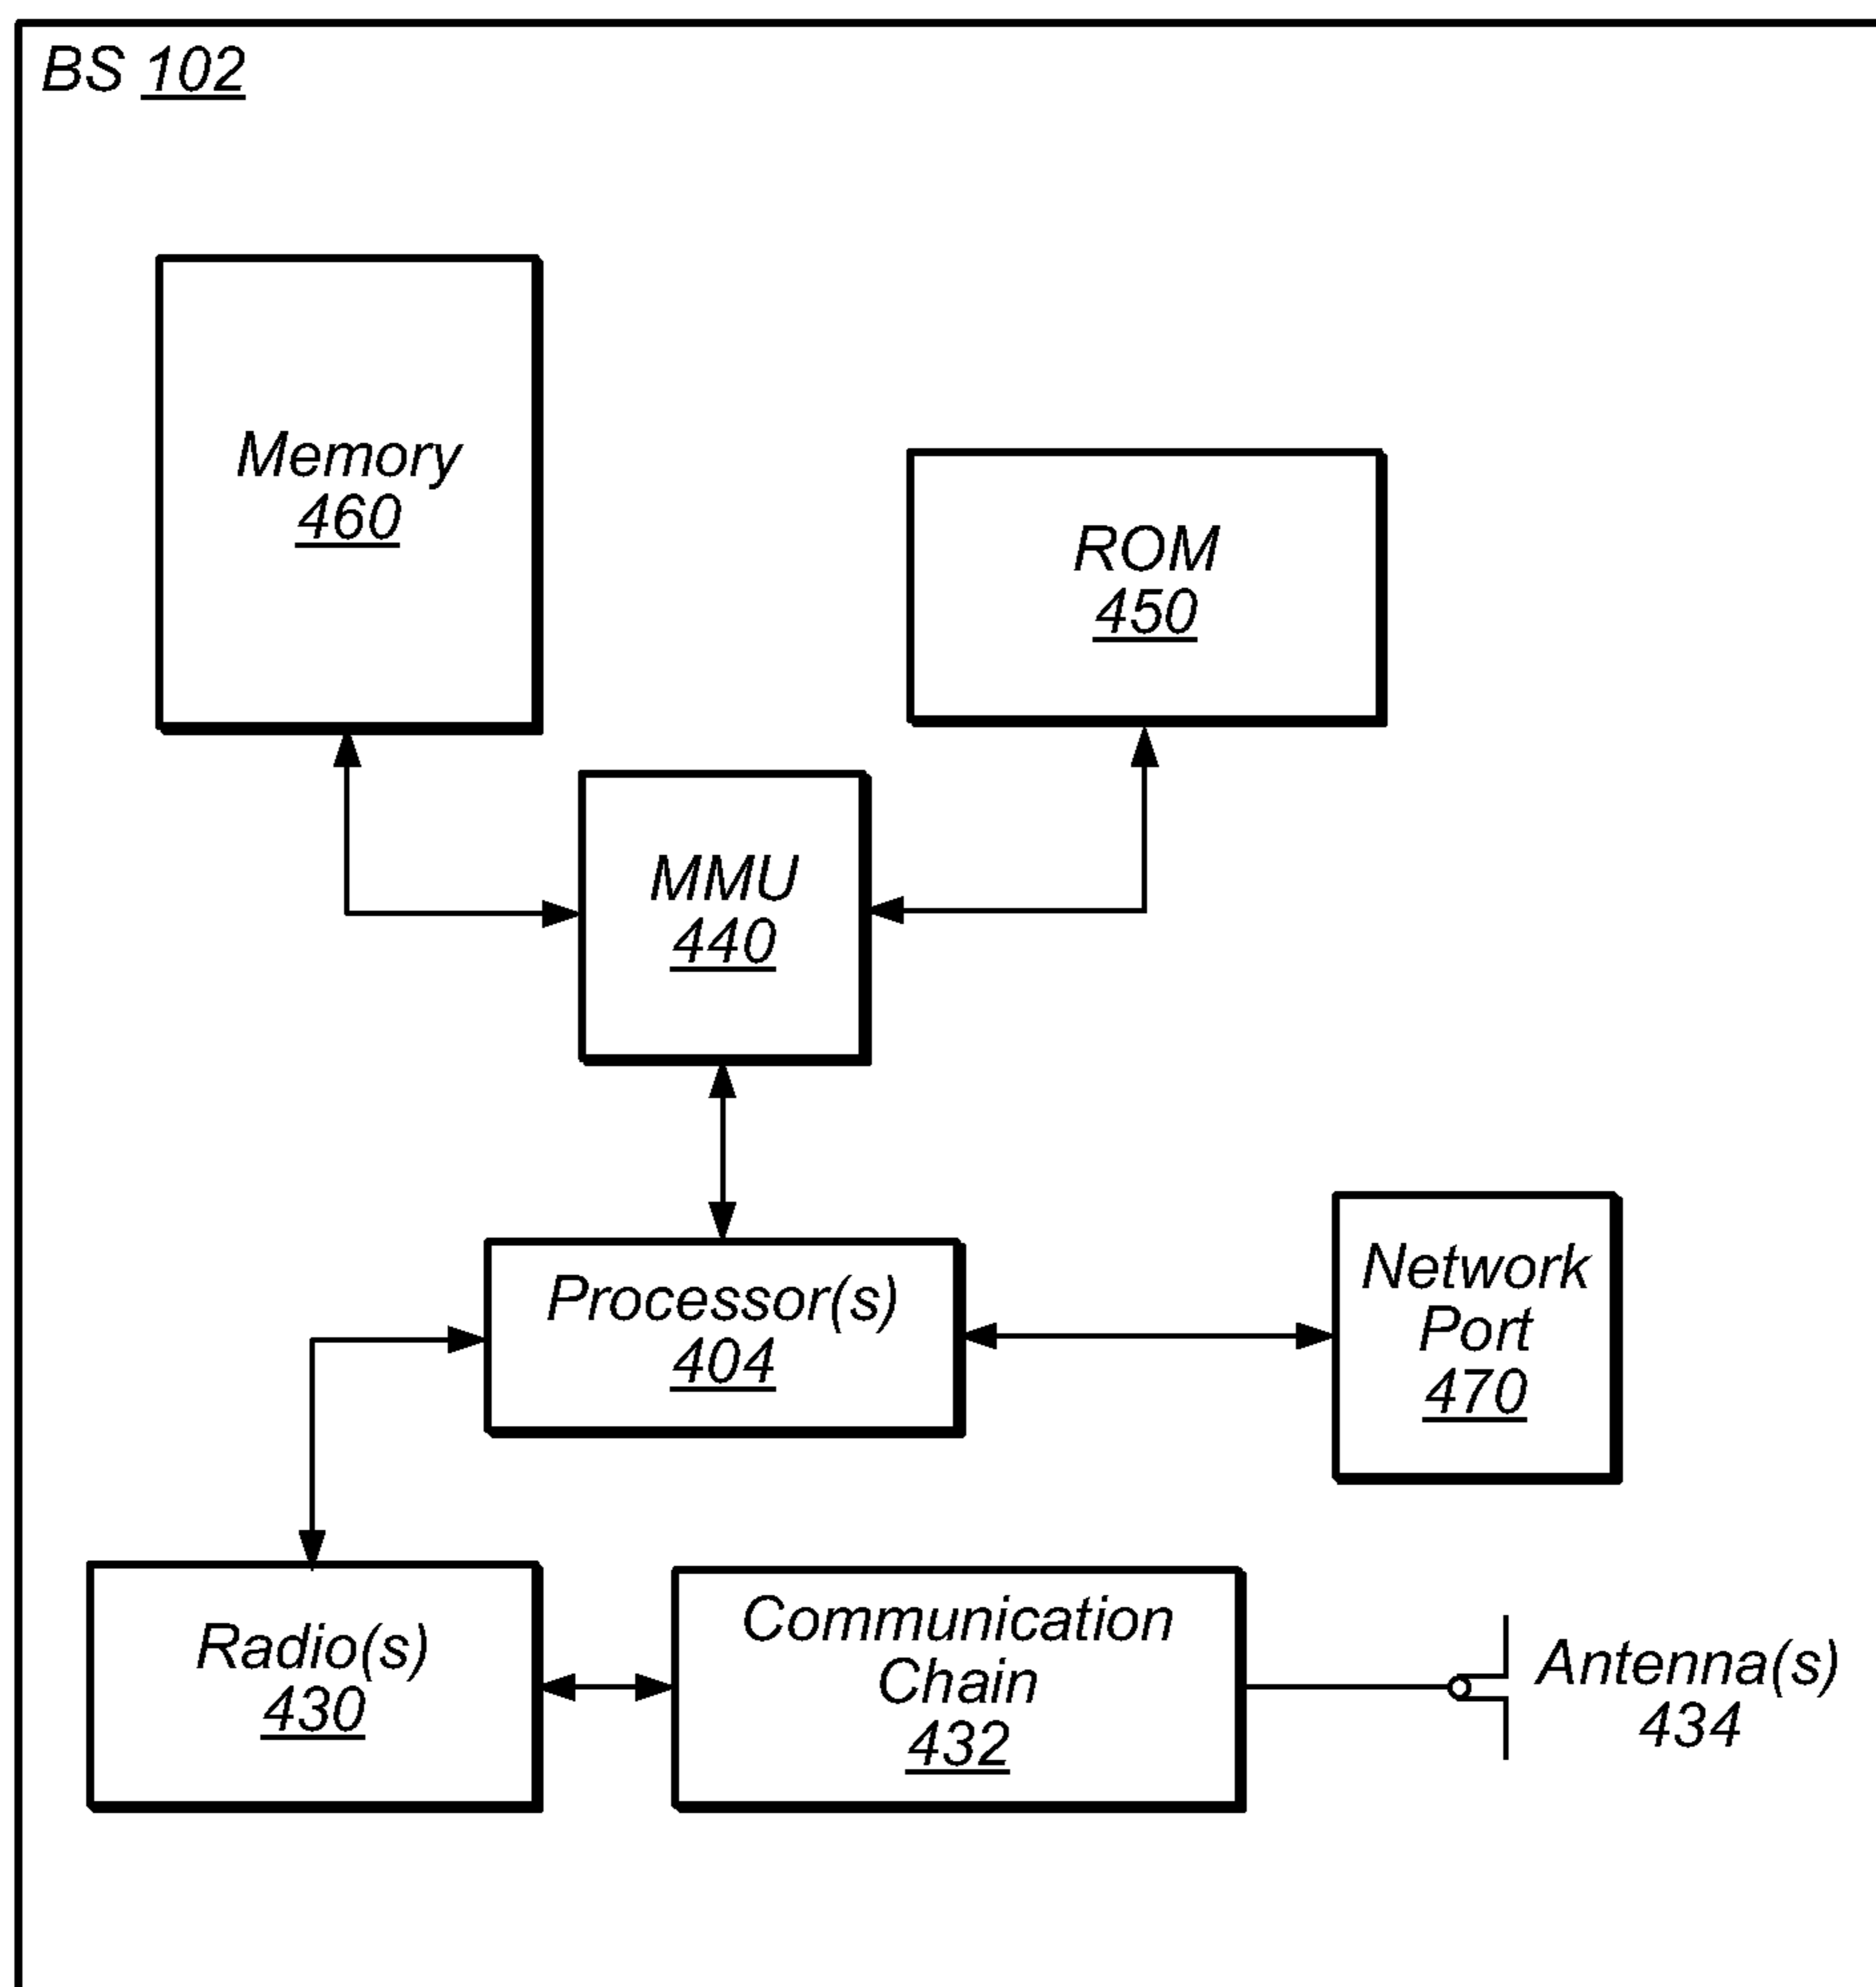 BS 102
Memory
460
ROM
450
MMU
440
Processor(s)
404
Network
Port
470
Radio(s)
430
Communication
Chain
432
Antenna(s)
434